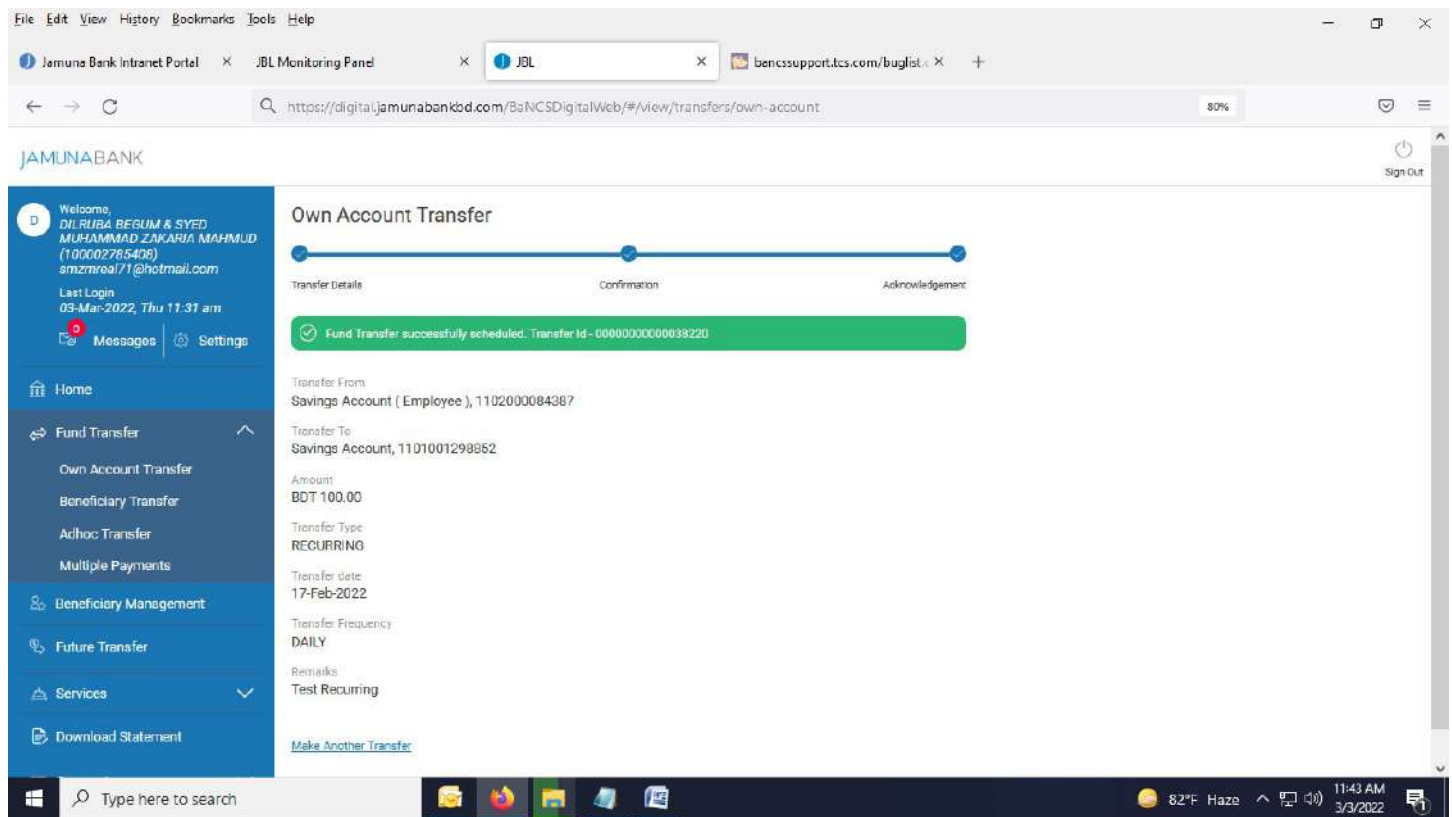 File Edit View History Bookmarks Tools Help
Jamuna Bank Intranet Portal
JBL Monitoring Panel
JBL
bancssupport.tcs.com/buglist.c
https://digital.jamunabankbd.com/BaNCSDigitalWeb/#/view/transfers/own-account
80%
JAMUNABANK
Sign Out
D
Welcome,
DILRUBA BEGUM & SYED
MUHAMMAD ZAKARIA MAHMUD
(100002785408)
smzmreal71@hotmail.com
Last Login
03-Mar-2022, Thu 11:31 am
0
Messages
Settings
Home
Fund Transfer
Own Account Transfer
Beneficiary Transfer
Adhoc Transfer
Multiple Payments
Beneficiary Management
Future Transfer
Services
Download Statement
Own Account Transfer
Transfer Details
Confirmation
Acknowledgement
Fund Transfer successfully scheduled. Transfer Id - 00000000000038220
Transfer From
Savings Account ( Employee ), 1102000084387
Transfer To
Savings Account, 1101001298852
Amount
BDT 100.00
Transfer Type
RECURRING
Transfer date
17-Feb-2022
Transfer Frequency
DAILY
Remarks
Test Recurring
Make Another Transfer
Type here to search
82°F Haze
11:43 AM
3/3/2022
1